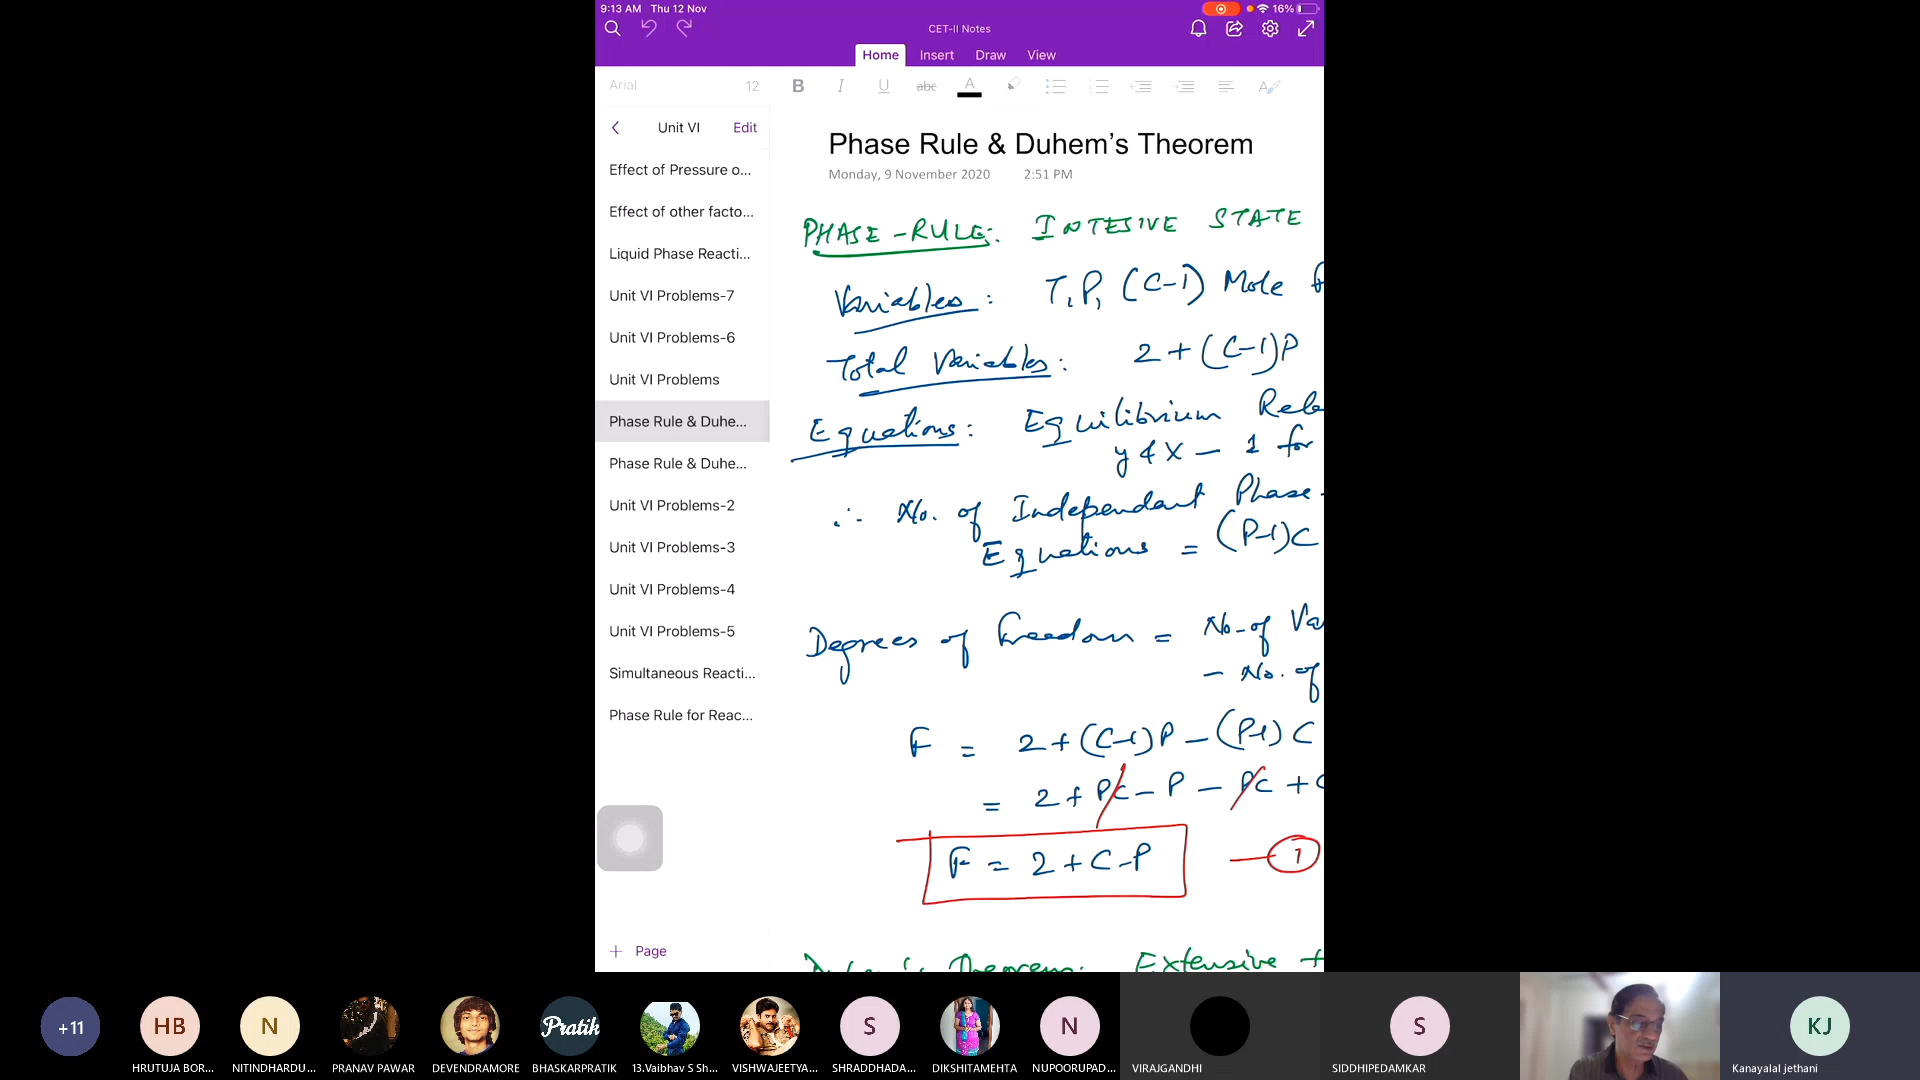 9:13 AM Thu 12 Nov
16%
CET-II Notes
Home Insert Draw View
Arial 12 B I U abc A A
Unit VI Edit
Effect of Pressure o...
Effect of other facto...
Liquid Phase Reacti...
Unit VI Problems-7
Unit VI Problems-6
Unit VI Problems
Phase Rule & Duhe...
Phase Rule & Duhe...
Unit VI Problems-2
Unit VI Problems-3
Unit VI Problems-4
Unit VI Problems-5
Simultaneous Reacti...
Phase Rule for Reac...
+ Page
Phase Rule & Duhem’s Theorem
Monday, 9 November 2020 2:51 PM
PHASE-RULE: INTESIVE STATE
Variables: T, P, (C-1) Mole
Total Variables: 2+(C-1)P
Equations: Equilibrium
y & x - 1 for
∴ No. of Independant Phase-
Equations = (P-1)C
Degrees of freedom = No. of
- No. of
F = 2+(C-1)P-(P-1)C
= 2+PC-P-PC+C
F = 2+C-P 1
Theorem: Extensive
+11
HB
N
Pratik
S
N
S
KJ
HRUTUJA BOR...
NITINDHARDU...
PRANAV PAWAR
DEVENDRAMORE
BHASKARPRATIK
13.Vaibhav S Sh...
VISHWAJEETYA...
SHRADDHADA...
DIKSHITAMEHTA
NUPOORUPAD...
VIRAJGANDHI
SIDDHIPEDAMKAR
Kanayalal jethani